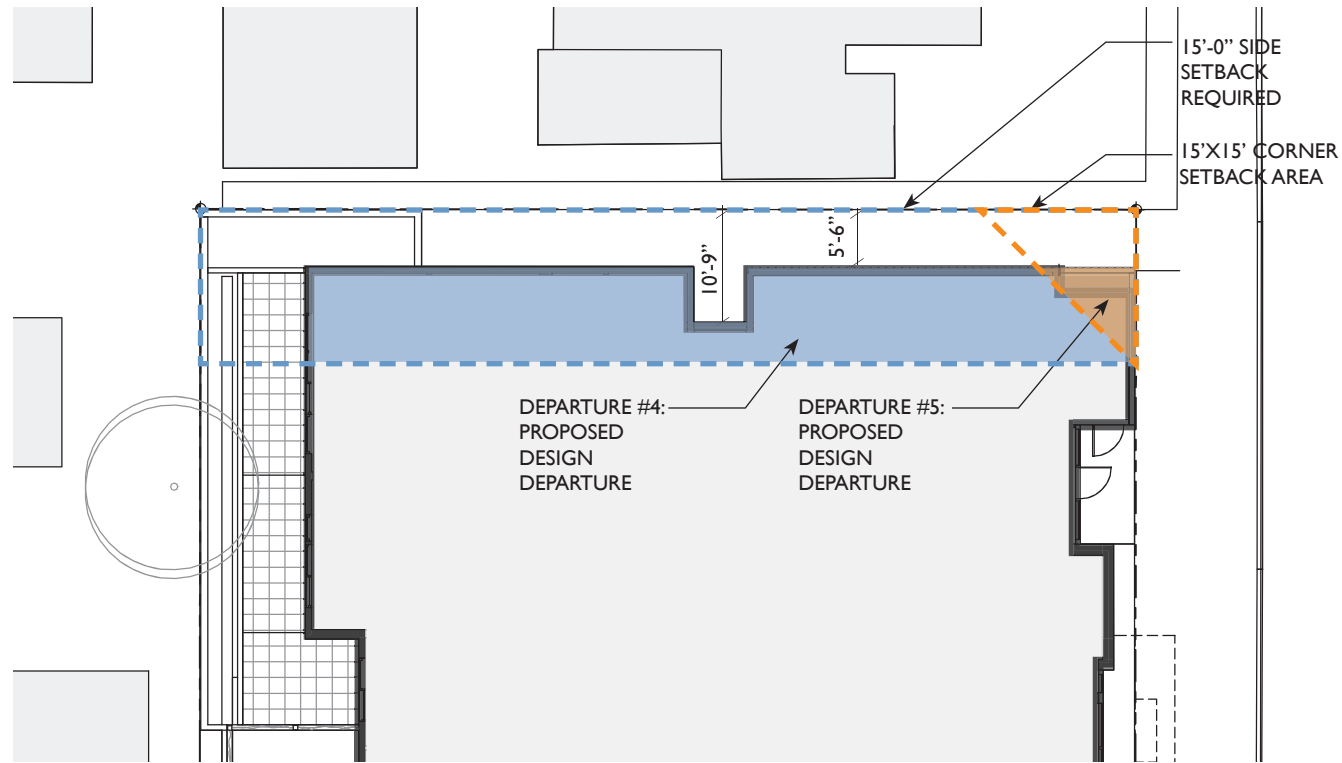 15'-0" SIDE
SETBACK
REQUIRED
15'X15' CORNER
SETBACK AREA
10'-9"
5'-6"
DEPARTURE #4:
PROPOSED
DESIGN
DEPARTURE
DEPARTURE #5:
PROPOSED
DESIGN
DEPARTURE